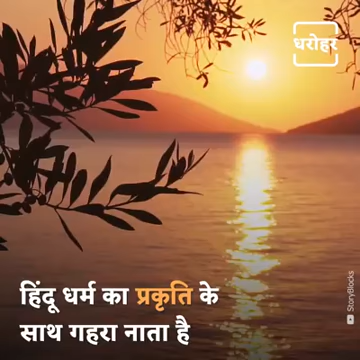 धरोहर
हिंदू धर्म का प्रकृति के
साथ गहरा नाता है
StoryBlocks